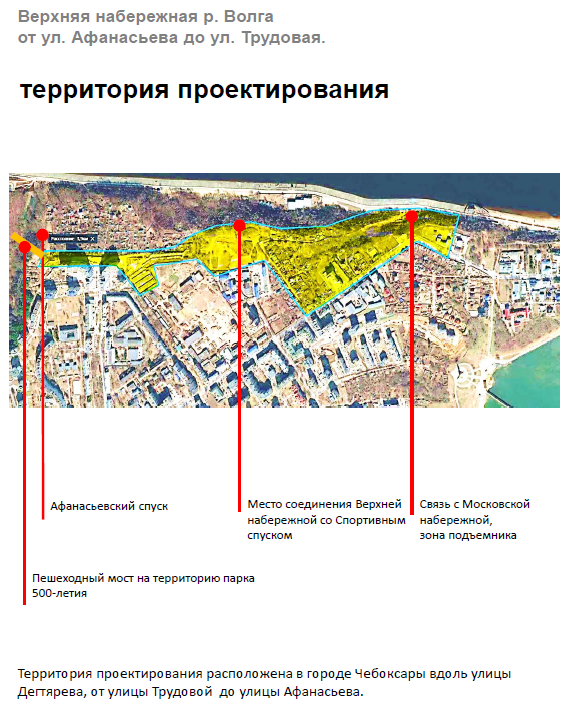 Верхняя набережная р. Волга
от ул. Афанасьева до ул. Трудовая.
территория проектирования
Афанасьевский спуск
Место соединения Верхней
набережной со Спортивным
спуском
Связь с Московской
набережной,
зона подъемника
Пешеходный мост на территорию парка
500-летия
Территория проектирования расположена в городе Чебоксары вдоль улицы
Дегтярева, от улицы Трудовой  до улицы Афанасьева.